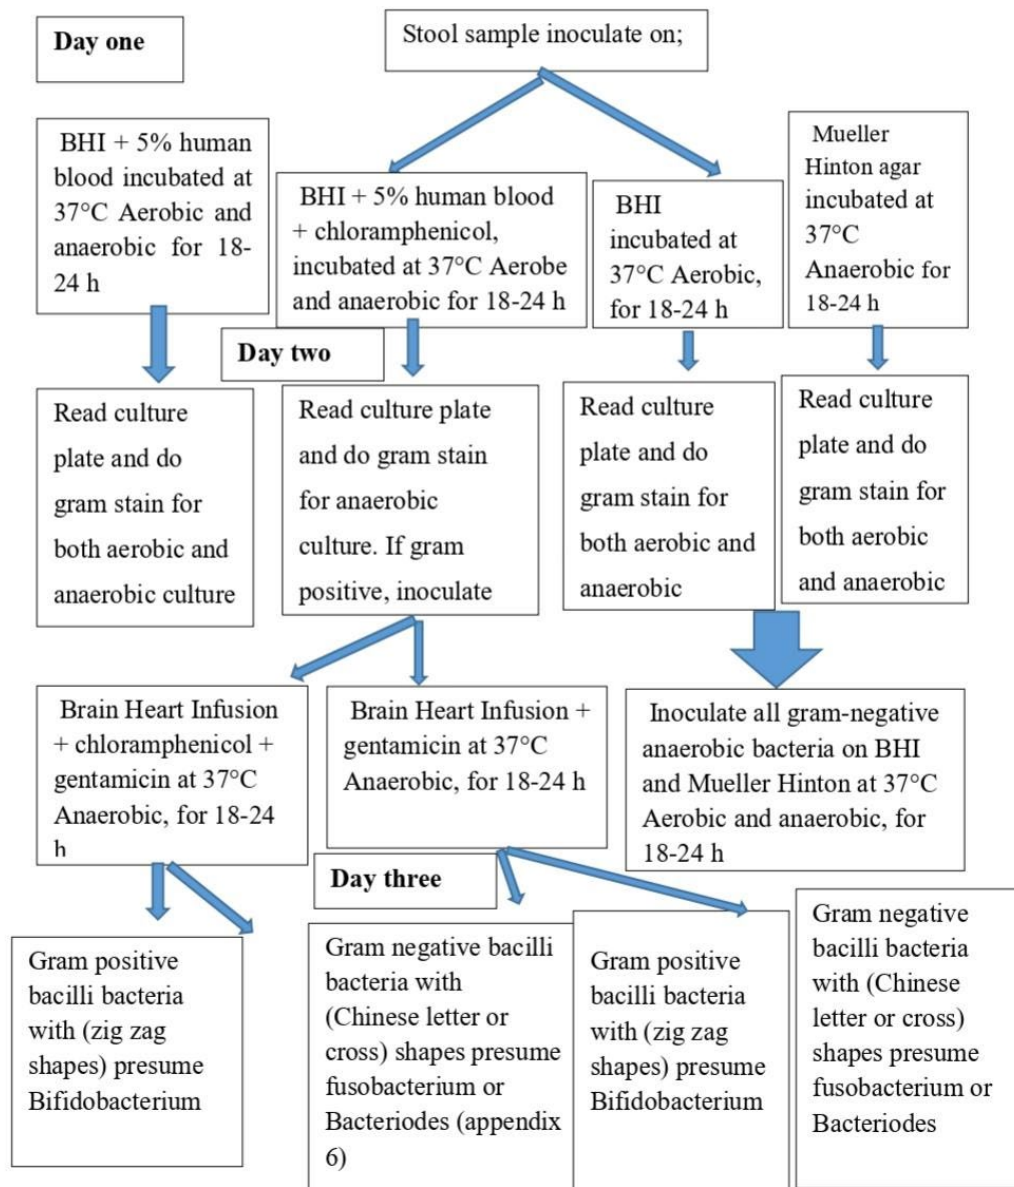 Day one
Stool sample inoculate on;
BHI + 5% human
blood incubated at
37°C Aerobic and
anaerobic for 18-
24 h
BHI + 5% human blood
+ chloramphenicol,
incubated at 37°C Aerobe
and anaerobic for 18-24 h
BHI
incubated at
37°C Aerobic,
for 18-24 h
Mueller
Hinton agar
incubated at
37°C
Anaerobic for
18-24 h
Day two
Read culture
plate and do
gram stain for
both aerobic and
anaerobic culture
Read culture plate
and do gram stain
for anaerobic
culture. If gram
positive, inoculate
Read culture
plate and do
gram stain for
both aerobic and
anaerobic
Read culture
plate and do
gram stain for
both aerobic
and anaerobic
Brain Heart Infusion
+ chloramphenicol +
gentamicin at 37°C
Anaerobic, for 18-24
h
Brain Heart Infusion +
gentamicin at 37°C
Anaerobic, for 18-24 h
Inoculate all gram-negative
anaerobic bacteria on BHI
and Mueller Hinton at 37°C
Aerobic and anaerobic, for
18-24 h
Day three
Gram positive
bacilli bacteria
with (zig zag
shapes) presume
Bifidobacterium
Gram negative bacilli
bacteria with
(Chinese letter or
cross) shapes presume
fusobacterium or
Bacteriodes (appendix
6)
Gram positive
bacilli bacteria
with (zig zag
shapes) presume
Bifidobacterium
Gram negative
bacilli bacteria
with (Chinese
letter or cross)
shapes presume
fusobacterium or
Bacteriodes